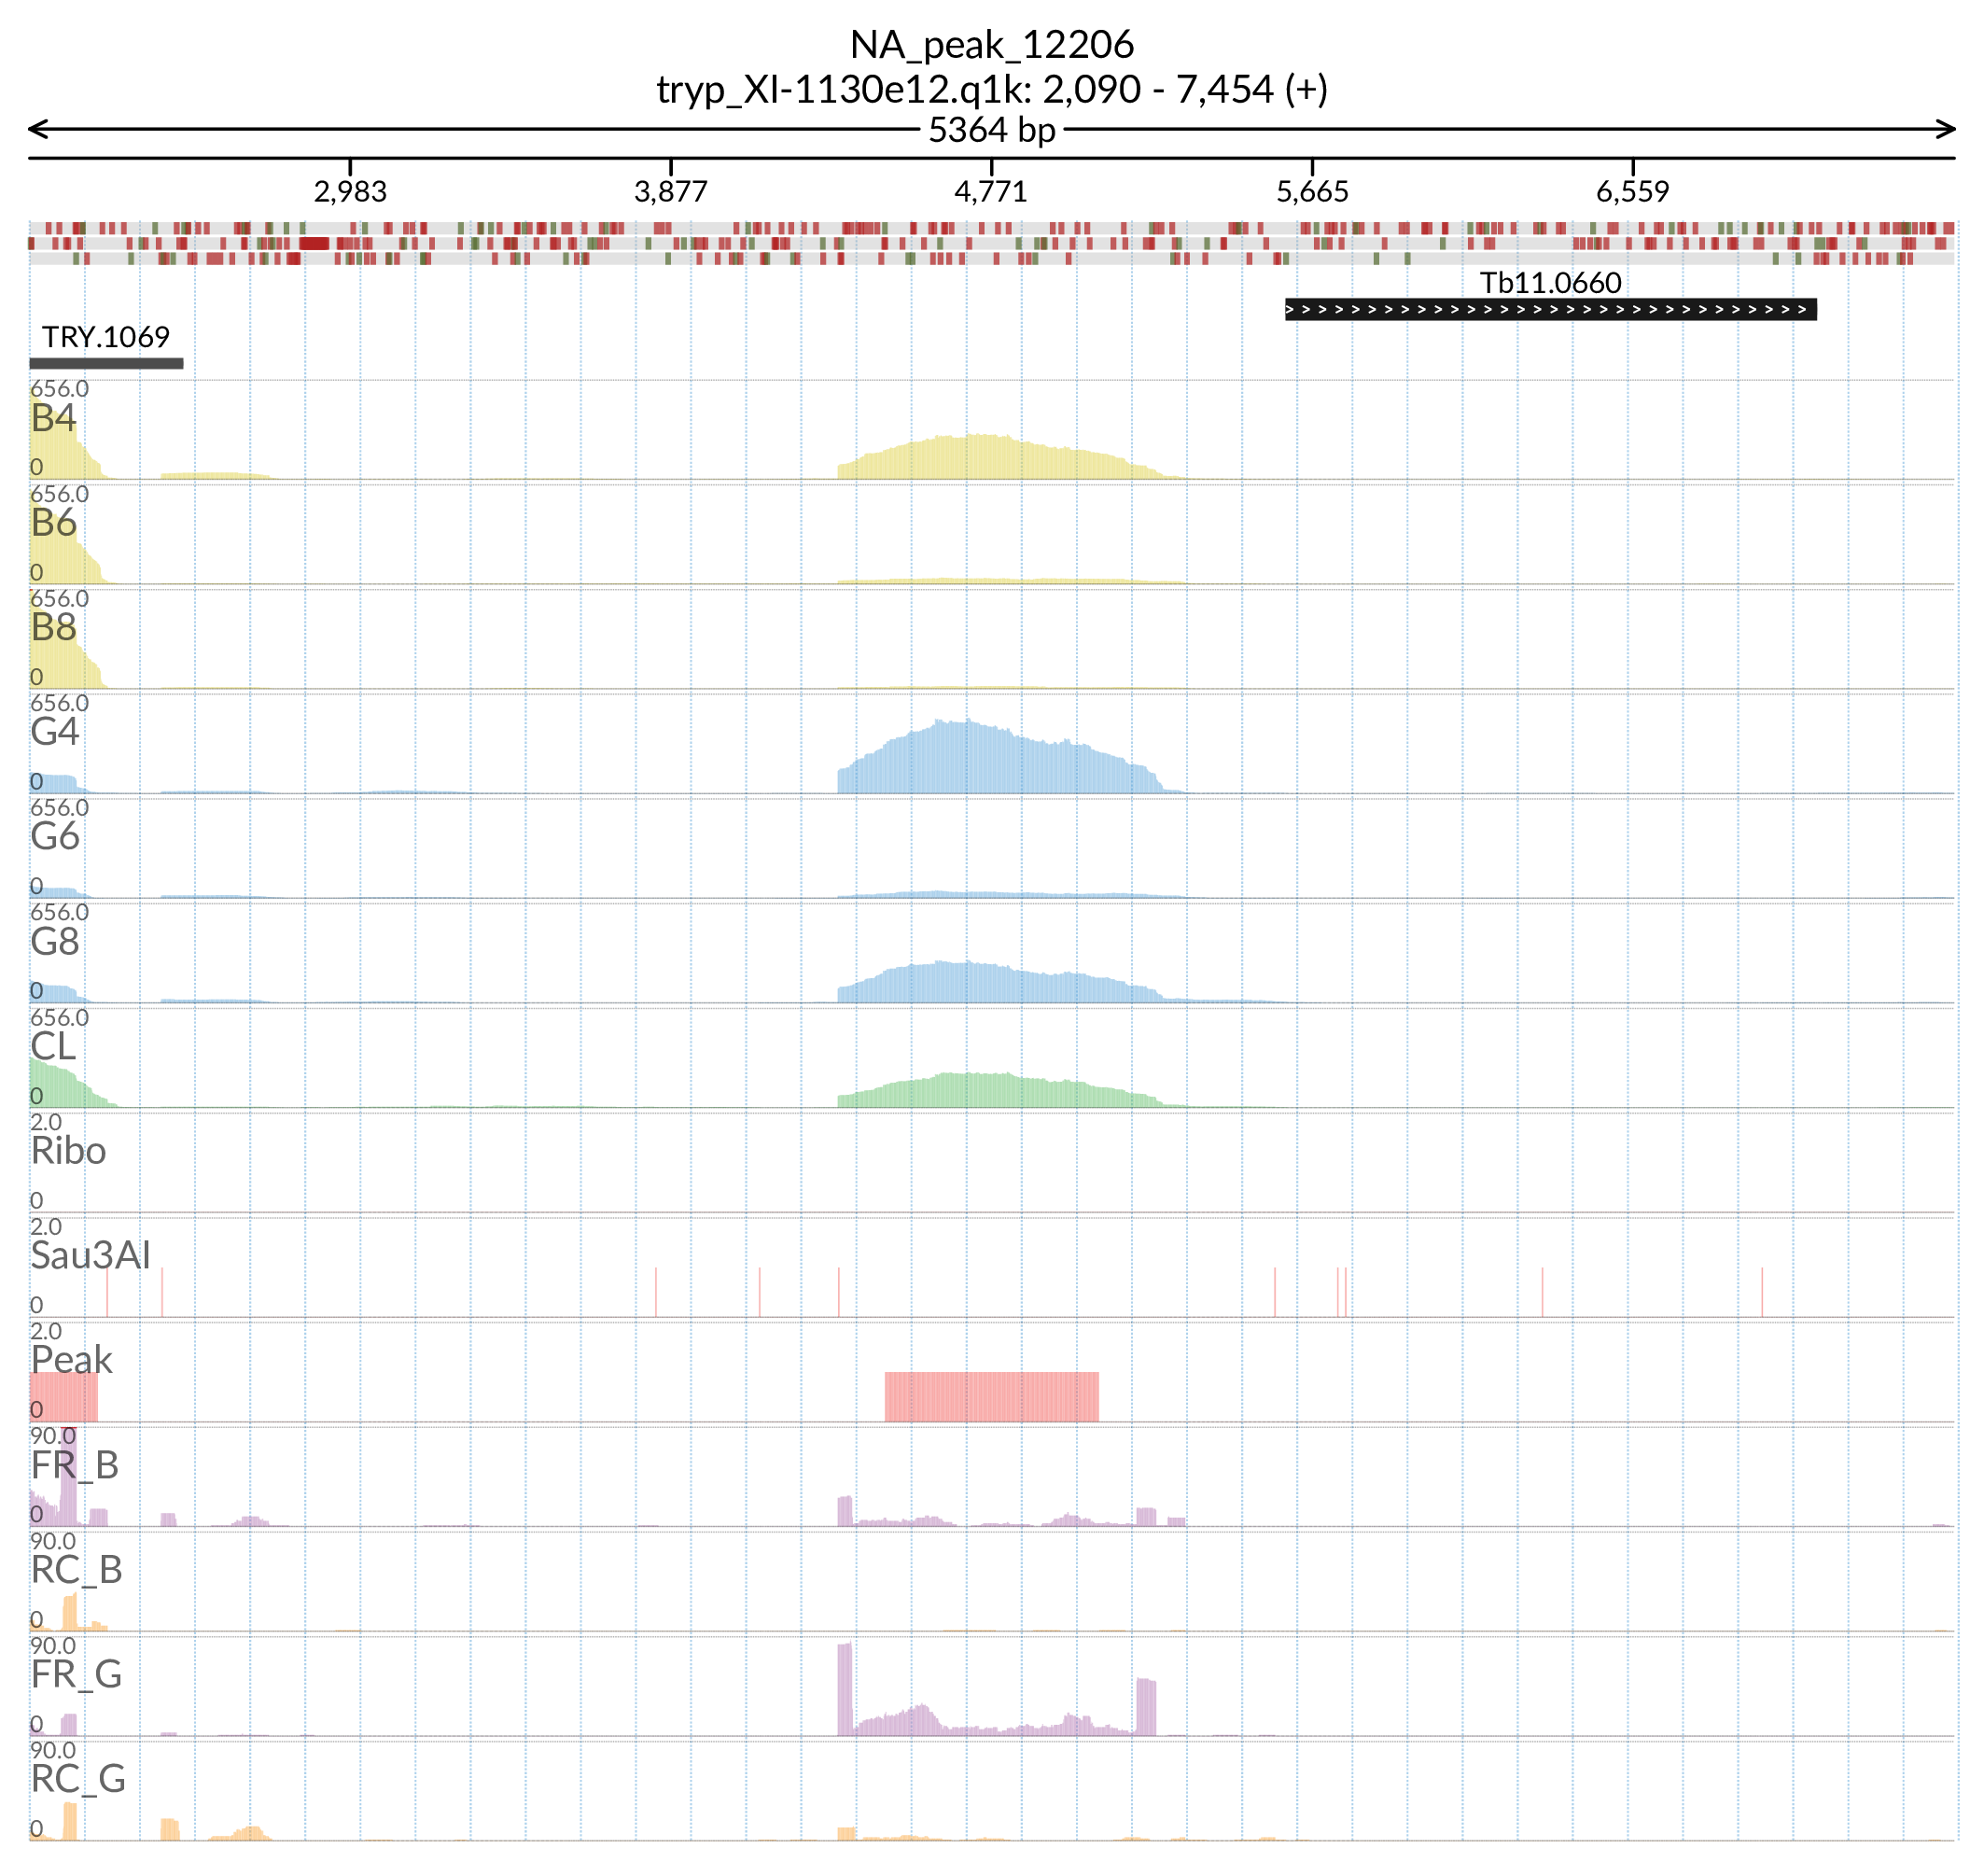 NA_peak_12206
tryp_XI-1130e12.q1k: 2,090 - 7,454 (+)
5364 bp
2,983 3,877 4,771 5,665 6,559
Tb11.0660
> > > > > > > > > > > > > > > > > > > > > > > > > > > > > > > >
TRY.1069
656.0
B4
0
656.0
B6
0
656.0
B8
0
656.0
G4
0
656.0
G6
0
656.0
G8
0
656.0
CL
0
2.0
Ribo
0
2.0
Sau3AI
0
2.0
Peak
0
90.0
FR_B
0
90.0
RC_B
0
90.0
FR_G
0
90.0
RC_G
0